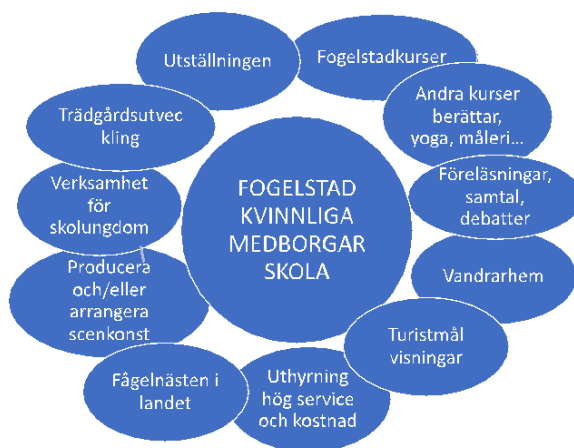 FOGELSTAD
KVINNLIGA
MEDBORGAR
SKOLA
Fogelstadkurser
Andra kurser
berättar,
yoga, måleri...
Föreläsningar,
samtal,
debatter
Vandrarhem
Turistmål
visningar
Uthyrning
hög service
och kostnad
Fågelnästen i
landet
Producera
och/eller
arrangera
scenkonst
Verksamhet
för
skolungdom
Trädgårdsutvec
kling
Utställningen